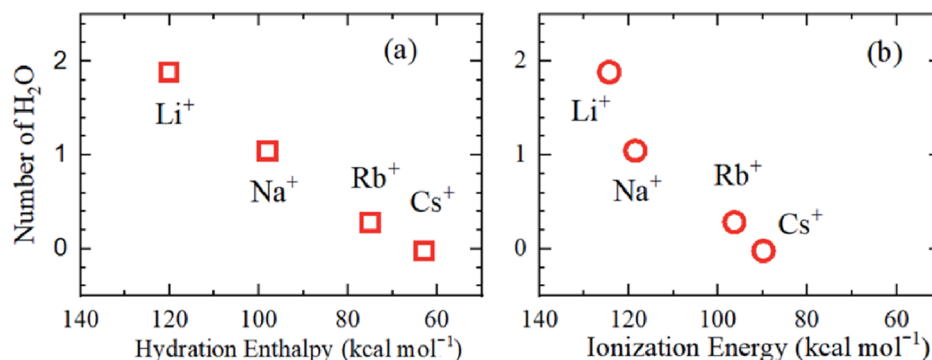 (a)
(b)
Number of H₂O
2
1
0
Li⁺
Na⁺
Rb⁺
Cs⁺
140 120 100 80 60
Hydration Enthalpy (kcal mol⁻¹)
2
1
0
Li⁺
Na⁺
Rb⁺
Cs⁺
140 120 100 80 60
Ionization Energy (kcal mol⁻¹)